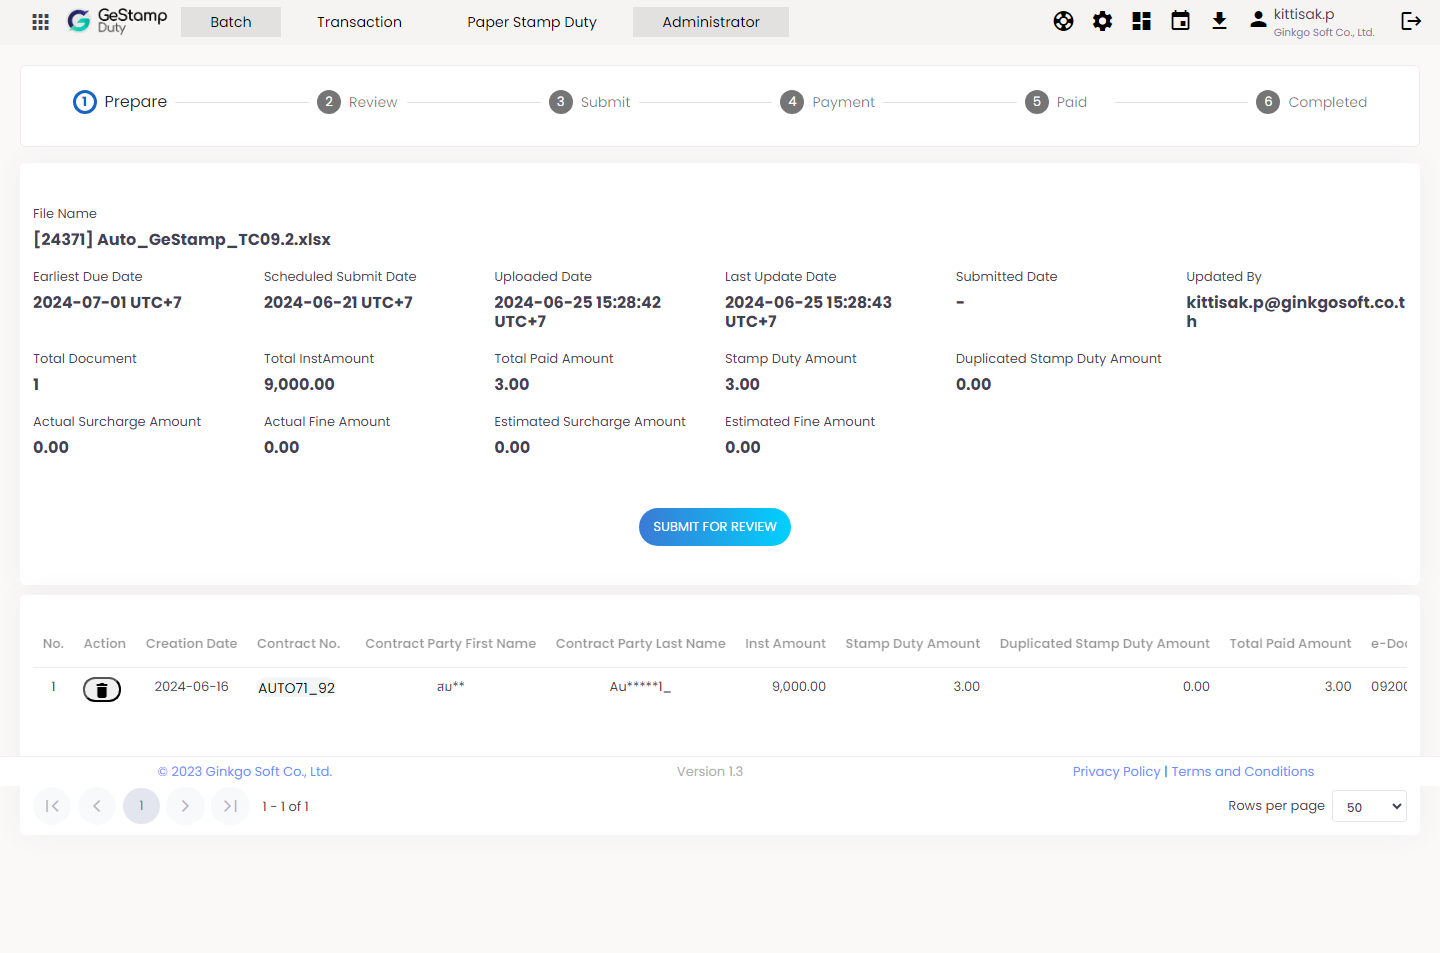 GeStamp
Duty
Batch
Transaction
Paper Stamp Duty
Administrator
kittisak.p
Ginkgo Soft Co., Ltd.
1 Prepare
2 Review
3 Submit
4 Payment
5 Paid
6 Completed
File Name
[24371] Auto_GeStamp_TC09.2.xlsx
Earliest Due Date
2024-07-01 UTC+7
Scheduled Submit Date
2024-06-21 UTC+7
Uploaded Date
2024-06-25 15:28:42
UTC+7
Last Update Date
2024-06-25 15:28:43
UTC+7
Submitted Date
-
Updated By
kittisak.p@ginkgosoft.co.t
h
Total Document
1
Total InstAmount
9,000.00
Total Paid Amount
3.00
Stamp Duty Amount
3.00
Duplicated Stamp Duty Amount
0.00
Actual Surcharge Amount
0.00
Actual Fine Amount
0.00
Estimated Surcharge Amount
0.00
Estimated Fine Amount
0.00
SUBMIT FOR REVIEW
No. Action Creation Date Contract No. Contract Party First Name Contract Party Last Name Inst Amount Stamp Duty Amount Duplicated Stamp Duty Amount Total Paid Amount e-Doc
1 2024-06-16 AUTO71_92 สม** Au*****1_ 9,000.00 3.00 0.00 3.00 09200
© 2023 Ginkgo Soft Co., Ltd.
Version 1.3
Privacy Policy | Terms and Conditions
1
1 - 1 of 1
Rows per page 50